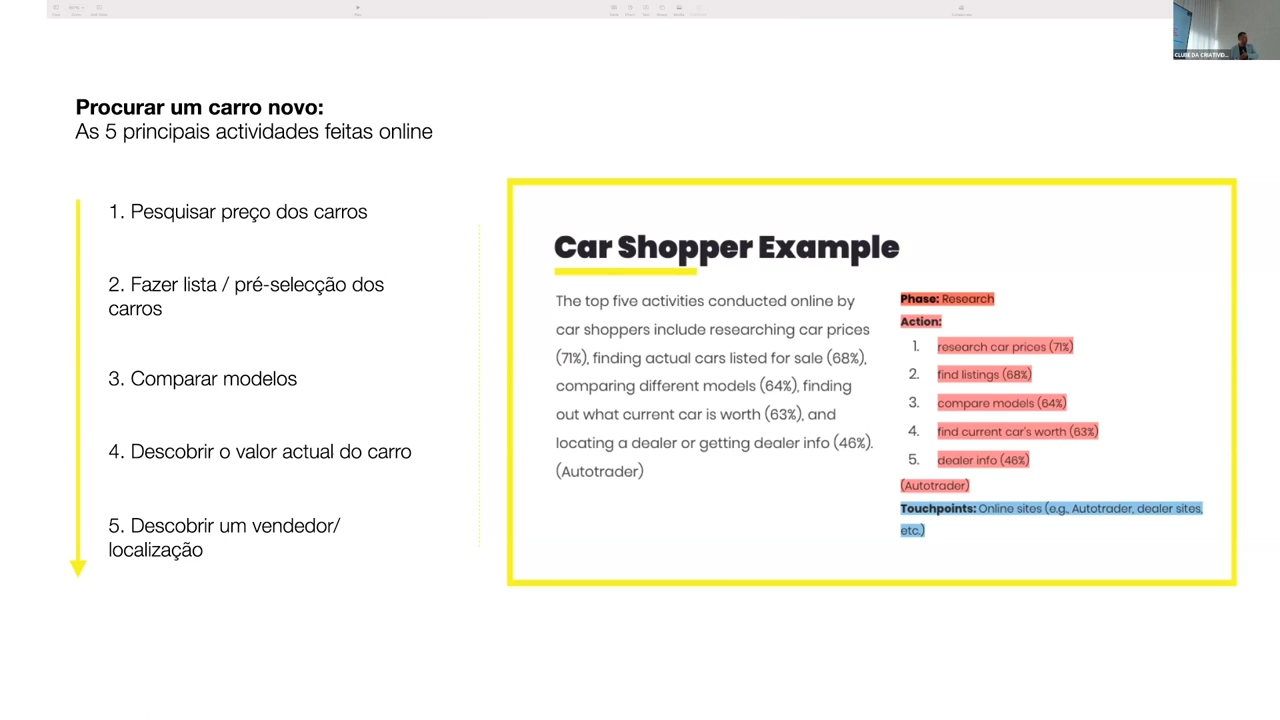 CLUBE DA CRIATIVID...
Procurar um carro novo:
As 5 principais actividades feitas online
1. Pesquisar preço dos carros
2. Fazer lista / pré-selecção dos
carros
3. Comparar modelos
4. Descobrir o valor actual do carro
5. Descobrir um vendedor/
localização
Car Shopper Example
The top five activities conducted online by
car shoppers include researching car prices
(71%), finding actual cars listed for sale (68%),
comparing different models (64%), finding
out what current car is worth (63%), and
locating a dealer or getting dealer info (46%).
(Autotrader)
Phase: Research
Action:
1. research car prices (71%)
2. find listings (68%)
3. compare models (64%)
4. find current car's worth (63%)
5. dealer info (46%)
(Autotrader)
Touchpoints: Online sites (e.g., Autotrader, dealer sites,
etc.)